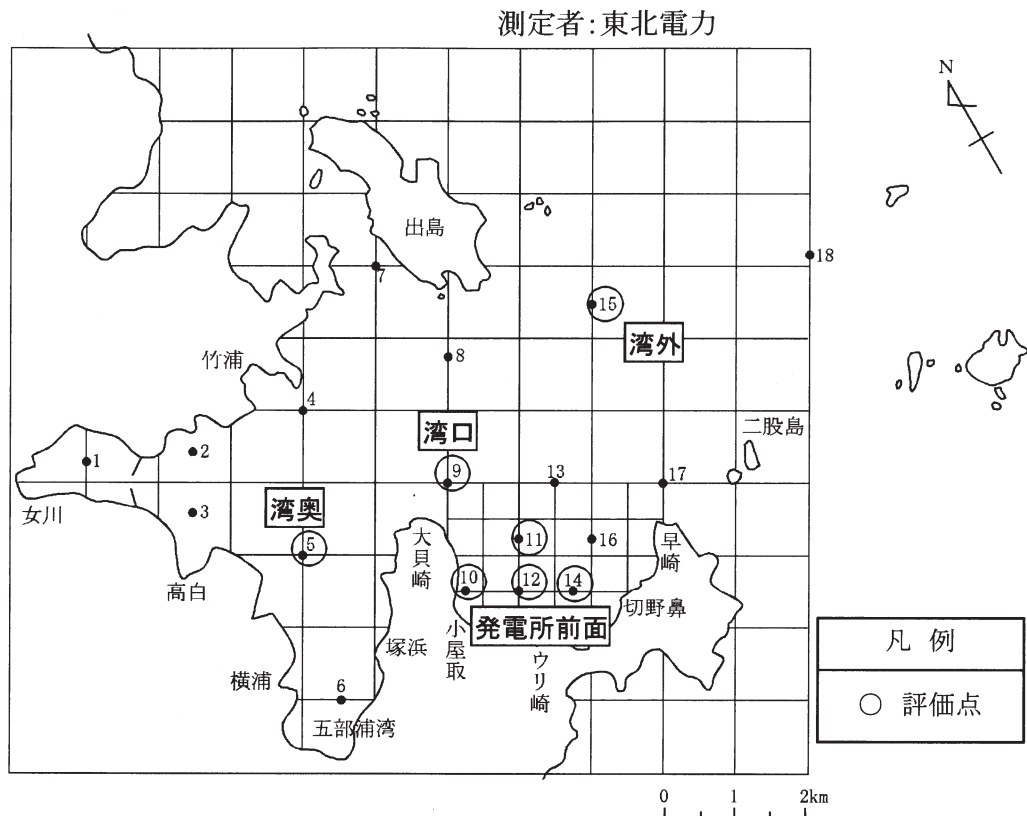 測定者：東北電力
N
出島
18
7
15
湾外
竹浦
8
4
湾口
二股島
2
1
9
13
17
湾奥
女川
3
5
大貝崎
11
16
早崎
高白
10
12
14
切野鼻
発電所前面
小屋取
ウリ崎
塚浜
横浦
6
五部浦湾
凡例
○ 評価点
0 1 2km